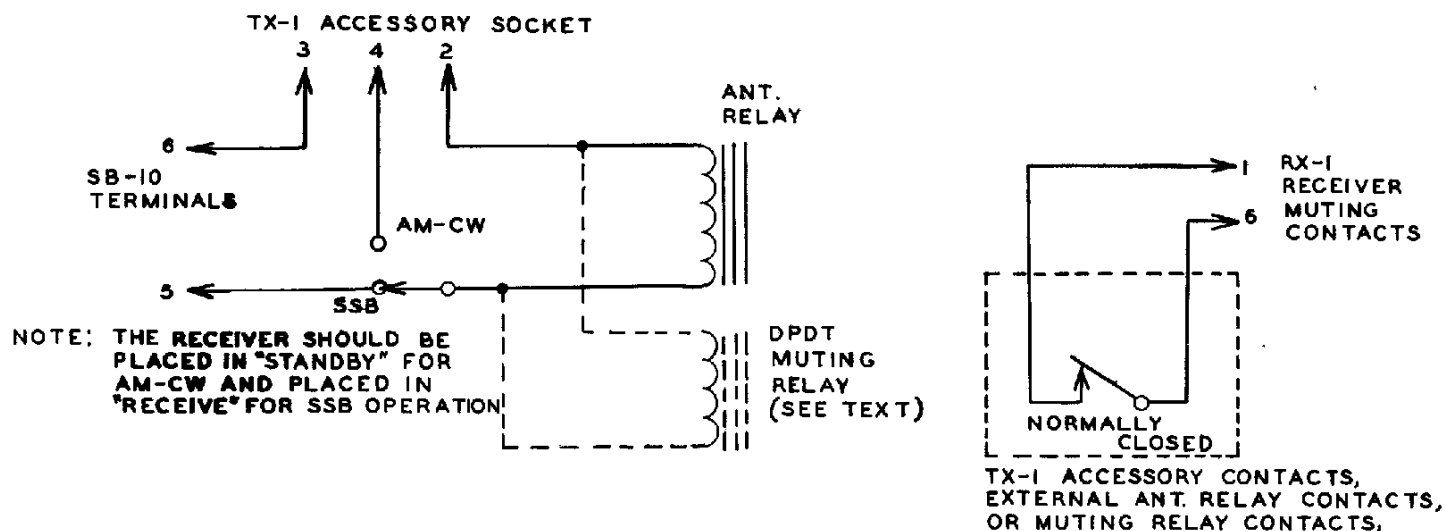 TX-1 ACCESSORY SOCKET
3 4 2
ANT.
RELAY
6
SB-10
TERMINALS
AM-CW
5
SSB
NOTE: THE RECEIVER SHOULD BE
PLACED IN "STANDBY" FOR
AM-CW AND PLACED IN
"RECEIVE" FOR SSB OPERATION
DPDT
MUTING
RELAY
(SEE TEXT)
1
RX-1
RECEIVER
MUTING
CONTACTS
6
NORMALLY
CLOSED
TX-1 ACCESSORY CONTACTS,
EXTERNAL ANT. RELAY CONTACTS,
OR MUTING RELAY CONTACTS.